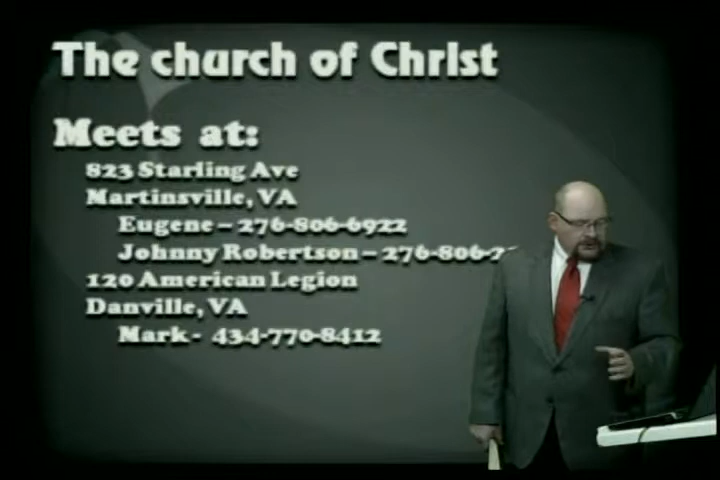 The church of Christ
Meets at:
823 Starling Ave
Martinsville, VA
Eugene – 276-806-6922
Johnny Robertson – 276-806-
120 American Legion
Danville, VA
Mark - 434-770-8412